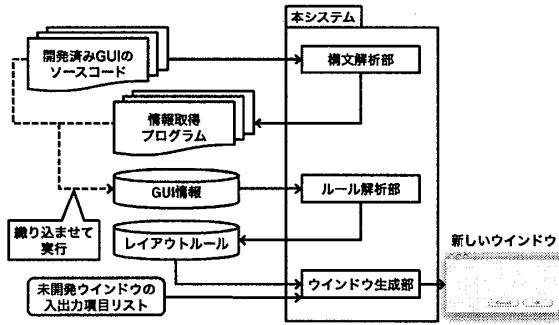 本システム
開発済みGUIの
ソースコード
構文解析部
情報取得
プログラム
GUI情報
ルール解析部
織り込ませて
実行
レイアウトルール
新しいウインドウ
未開発ウインドウの
入出力項目リスト
ウインドウ生成部